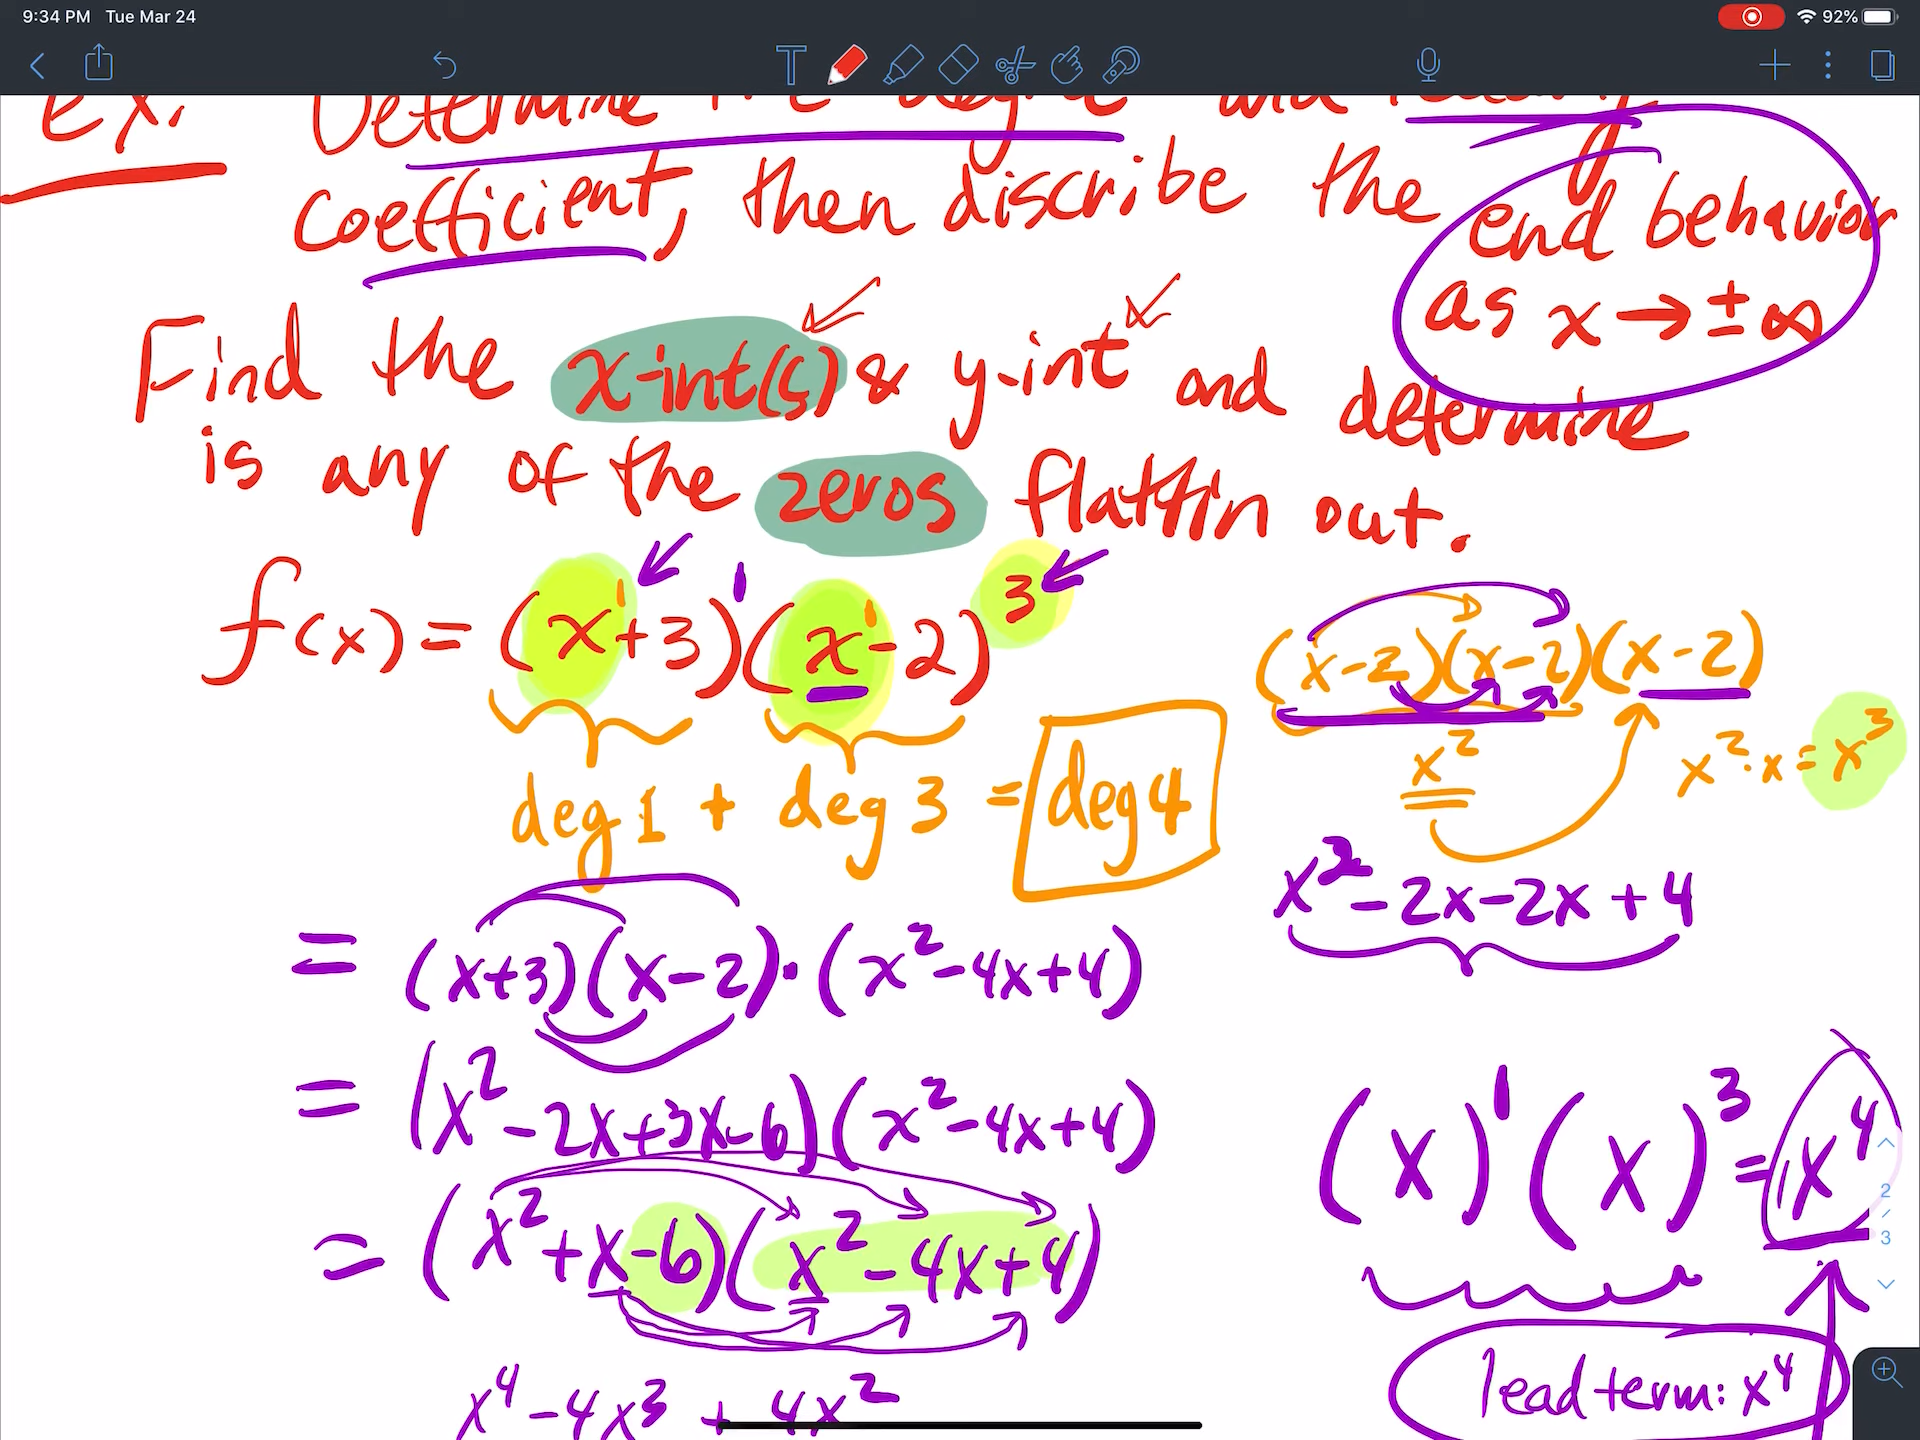 9:34 PM Tue Mar 24
92%
Ex. Determine the degree and leading
coefficient, then discribe the end behavior
as x → ± ∞
Find the x-int(s) & y-int and determine
is any of the zeros flattin out.
f(x) = (x¹+3)¹(x¹-2)³
(x-2)(x-2)(x-2)
x² x²·x = x³
deg 1 + deg 3 = deg 4
x²-2x-2x+4
= (x+3)(x-2)·(x²-4x+4)
= (x²-2x+3x-6)(x²-4x+4)
(x)¹(x)³ = x⁴
= (x²+x-6)(x²-4x+4)
2
/
3
lead term: x⁴
x⁴-4x³ + 4x²